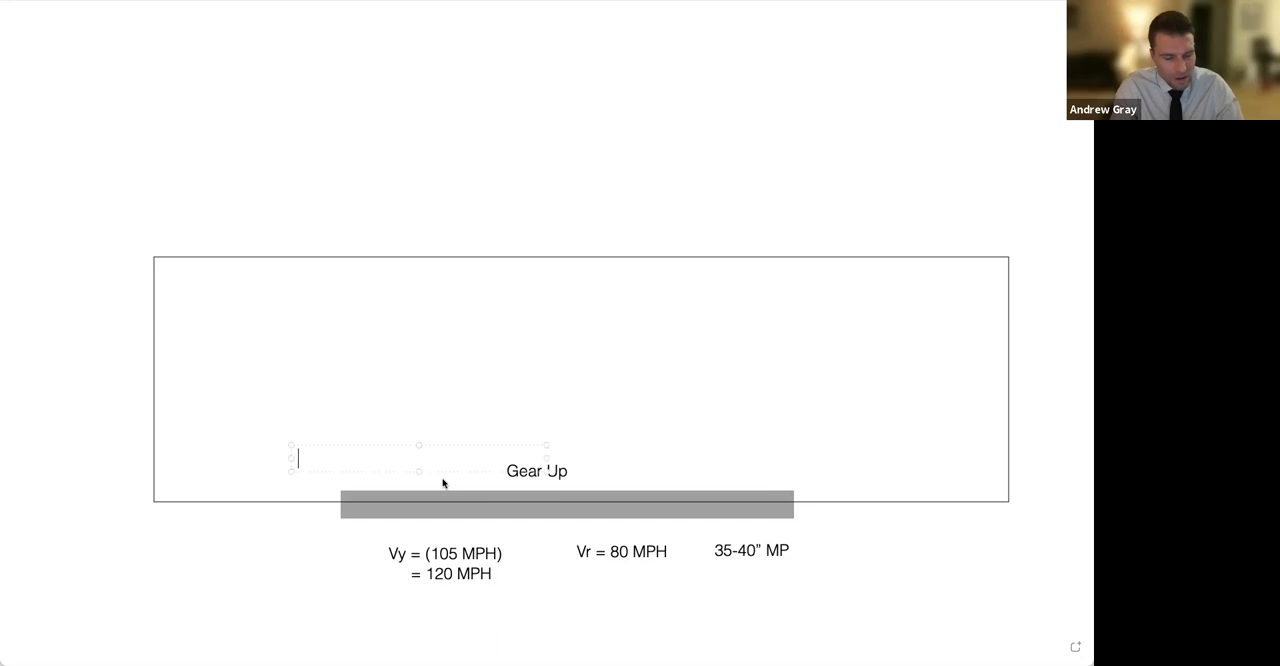 Andrew Gray
Gear Up
Vy = (105 MPH)
= 120 MPH
Vr = 80 MPH
35-40” MP